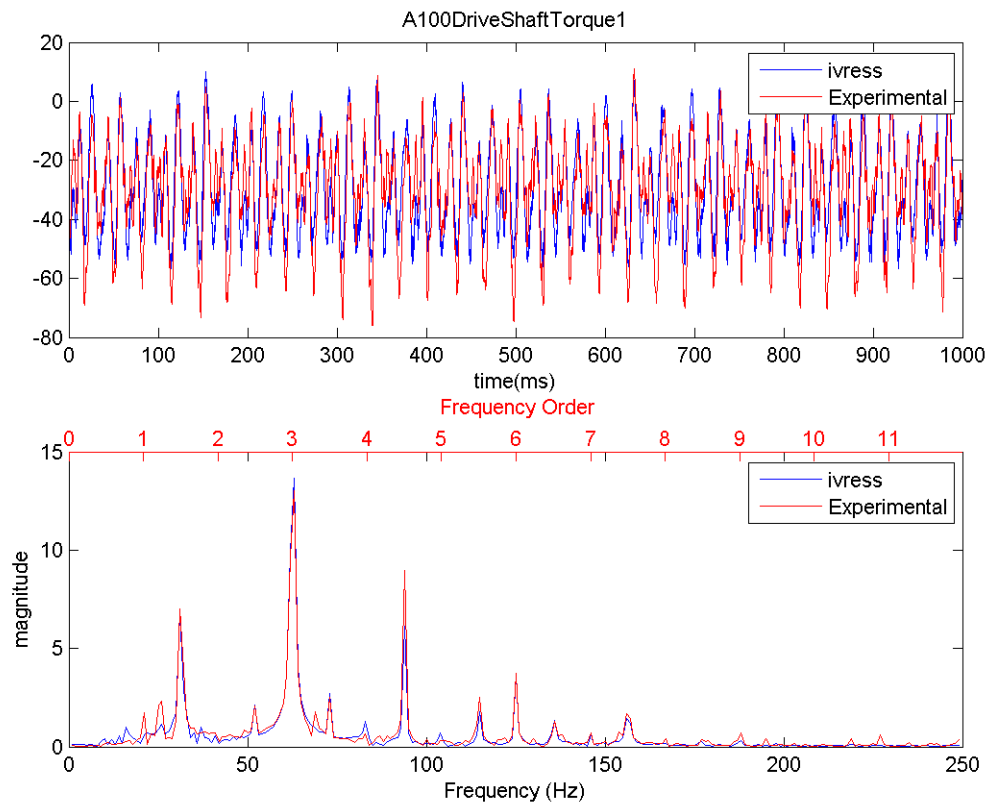 A100DriveShaftTorque1
20
0
-20
-40
-60
-80
ivress
Experimental
0 100 200 300 400 500 600 700 800 900 1000
time(ms)
Frequency Order
0 1 2 3 4 5 6 7 8 9 10 11
15
10
5
0
magnitude
ivress
Experimental
0 50 100 150 200 250
Frequency (Hz)